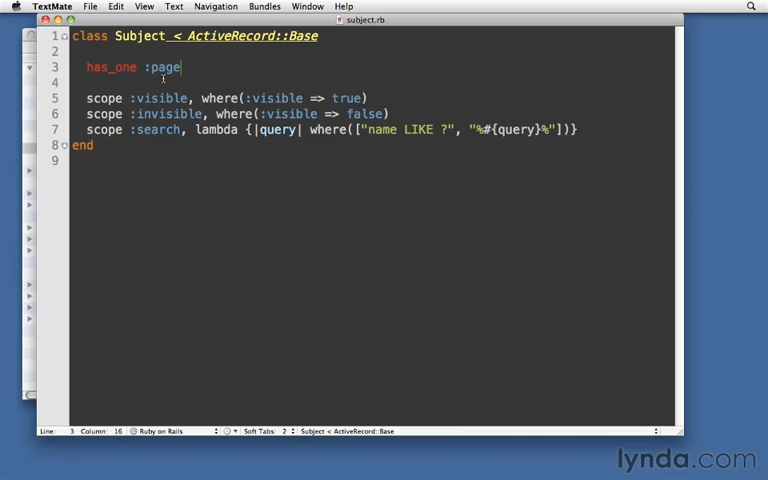 TextMate File Edit View Text Navigation Bundles Window Help
subject.rb
1 class Subject < ActiveRecord::Base
2
3 has_one :page
4
5 scope :visible, where(:visible => true)
6 scope :invisible, where(:visible => false)
7 scope :search, lambda {|query| where(["name LIKE ?", "%#{query}%"])}
8 end
9
Line: 3 Column: 16 Ruby on Rails Soft Tabs: 2 Subject < ActiveRecord::Base
lynda.com